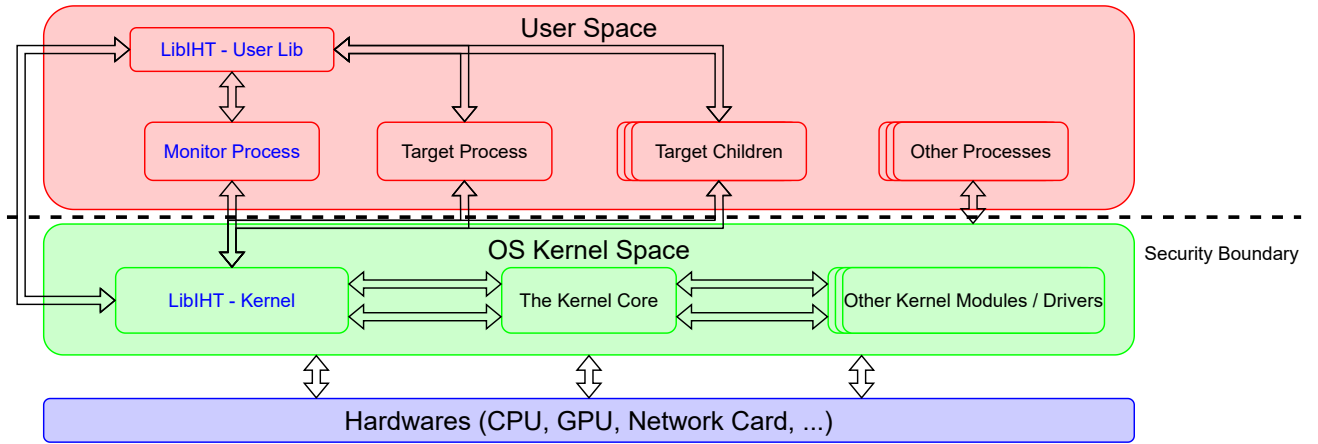 User Space
LibIHT - User Lib
Monitor Process
Target Process
Target Children
Other Processes
OS Kernel Space
Security Boundary
LibIHT - Kernel
The Kernel Core
Other Kernel Modules / Drivers
Hardwares (CPU, GPU, Network Card, ...)